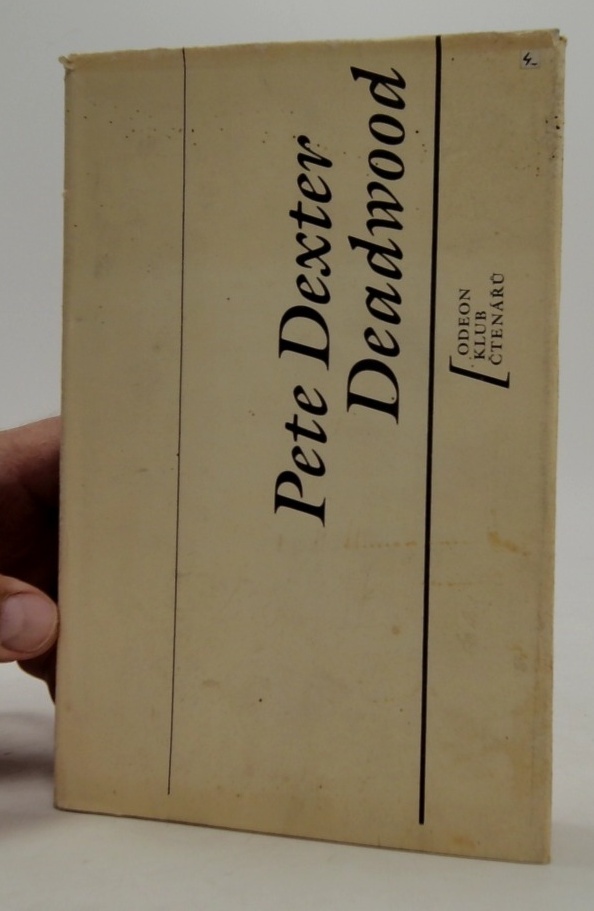 Pete Dexter
Deadwood
ODEON
KLUB
ČTENÁŘŮ